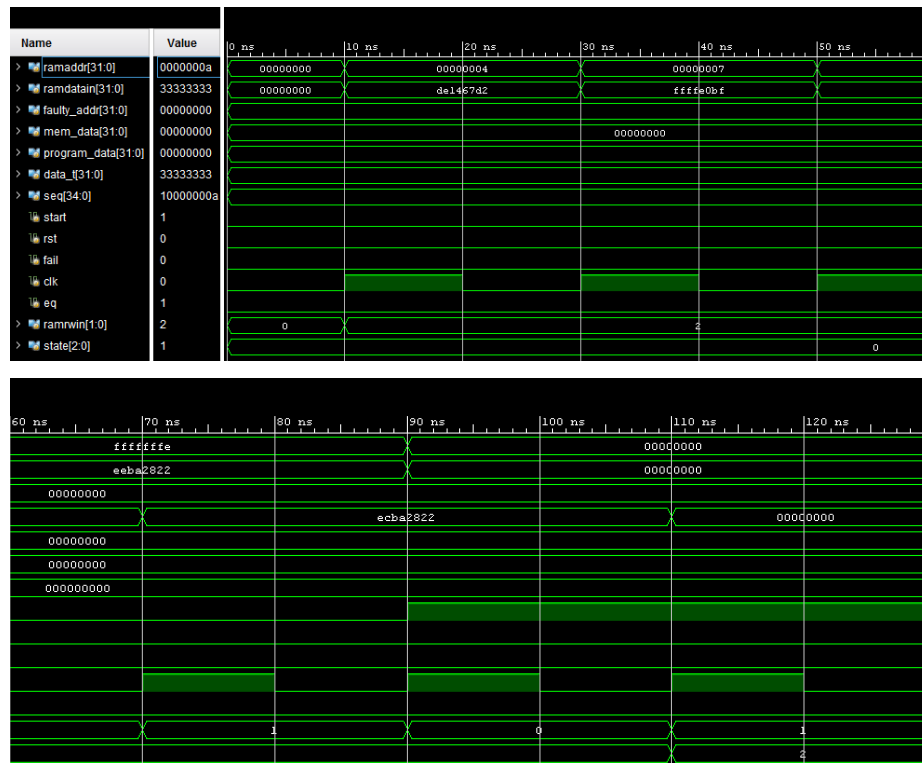 Name Value 0 ns 10 ns 20 ns 30 ns 40 ns 50 ns
ramaddr[31:0] 0000000a 00000000 00000004 00000007
ramdatain[31:0] 33333333 00000000 de1467d2 ffffe0bf
faulty_addr[31:0] 00000000
mem_data[31:0] 00000000 00000000
program_data[31:0] 00000000
data_t[31:0] 33333333
seq[34:0] 10000000a
start 1
rst 0
fail 0
clk 0
eq 1
ramrwin[1:0] 2 0 2
state[2:0] 1 0
60 ns 70 ns 80 ns 90 ns 100 ns 110 ns 120 ns
fffffffe 00000000
eeba2822 00000000
00000000
ecba2822 00000000
00000000
00000000
000000000
1 0 1
2